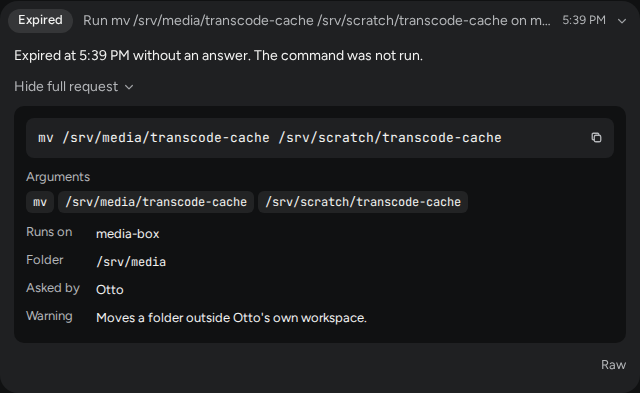 Expired Run mv /srv/media/transcode-cache /srv/scratch/transcode-cache on m... 5:39 PM
Expired at 5:39 PM without an answer. The command was not run.
Hide full request
mv /srv/media/transcode-cache /srv/scratch/transcode-cache
Arguments
mv /srv/media/transcode-cache /srv/scratch/transcode-cache
Runs on media-box
Folder /srv/media
Asked by Otto
Warning Moves a folder outside Otto's own workspace.
Raw